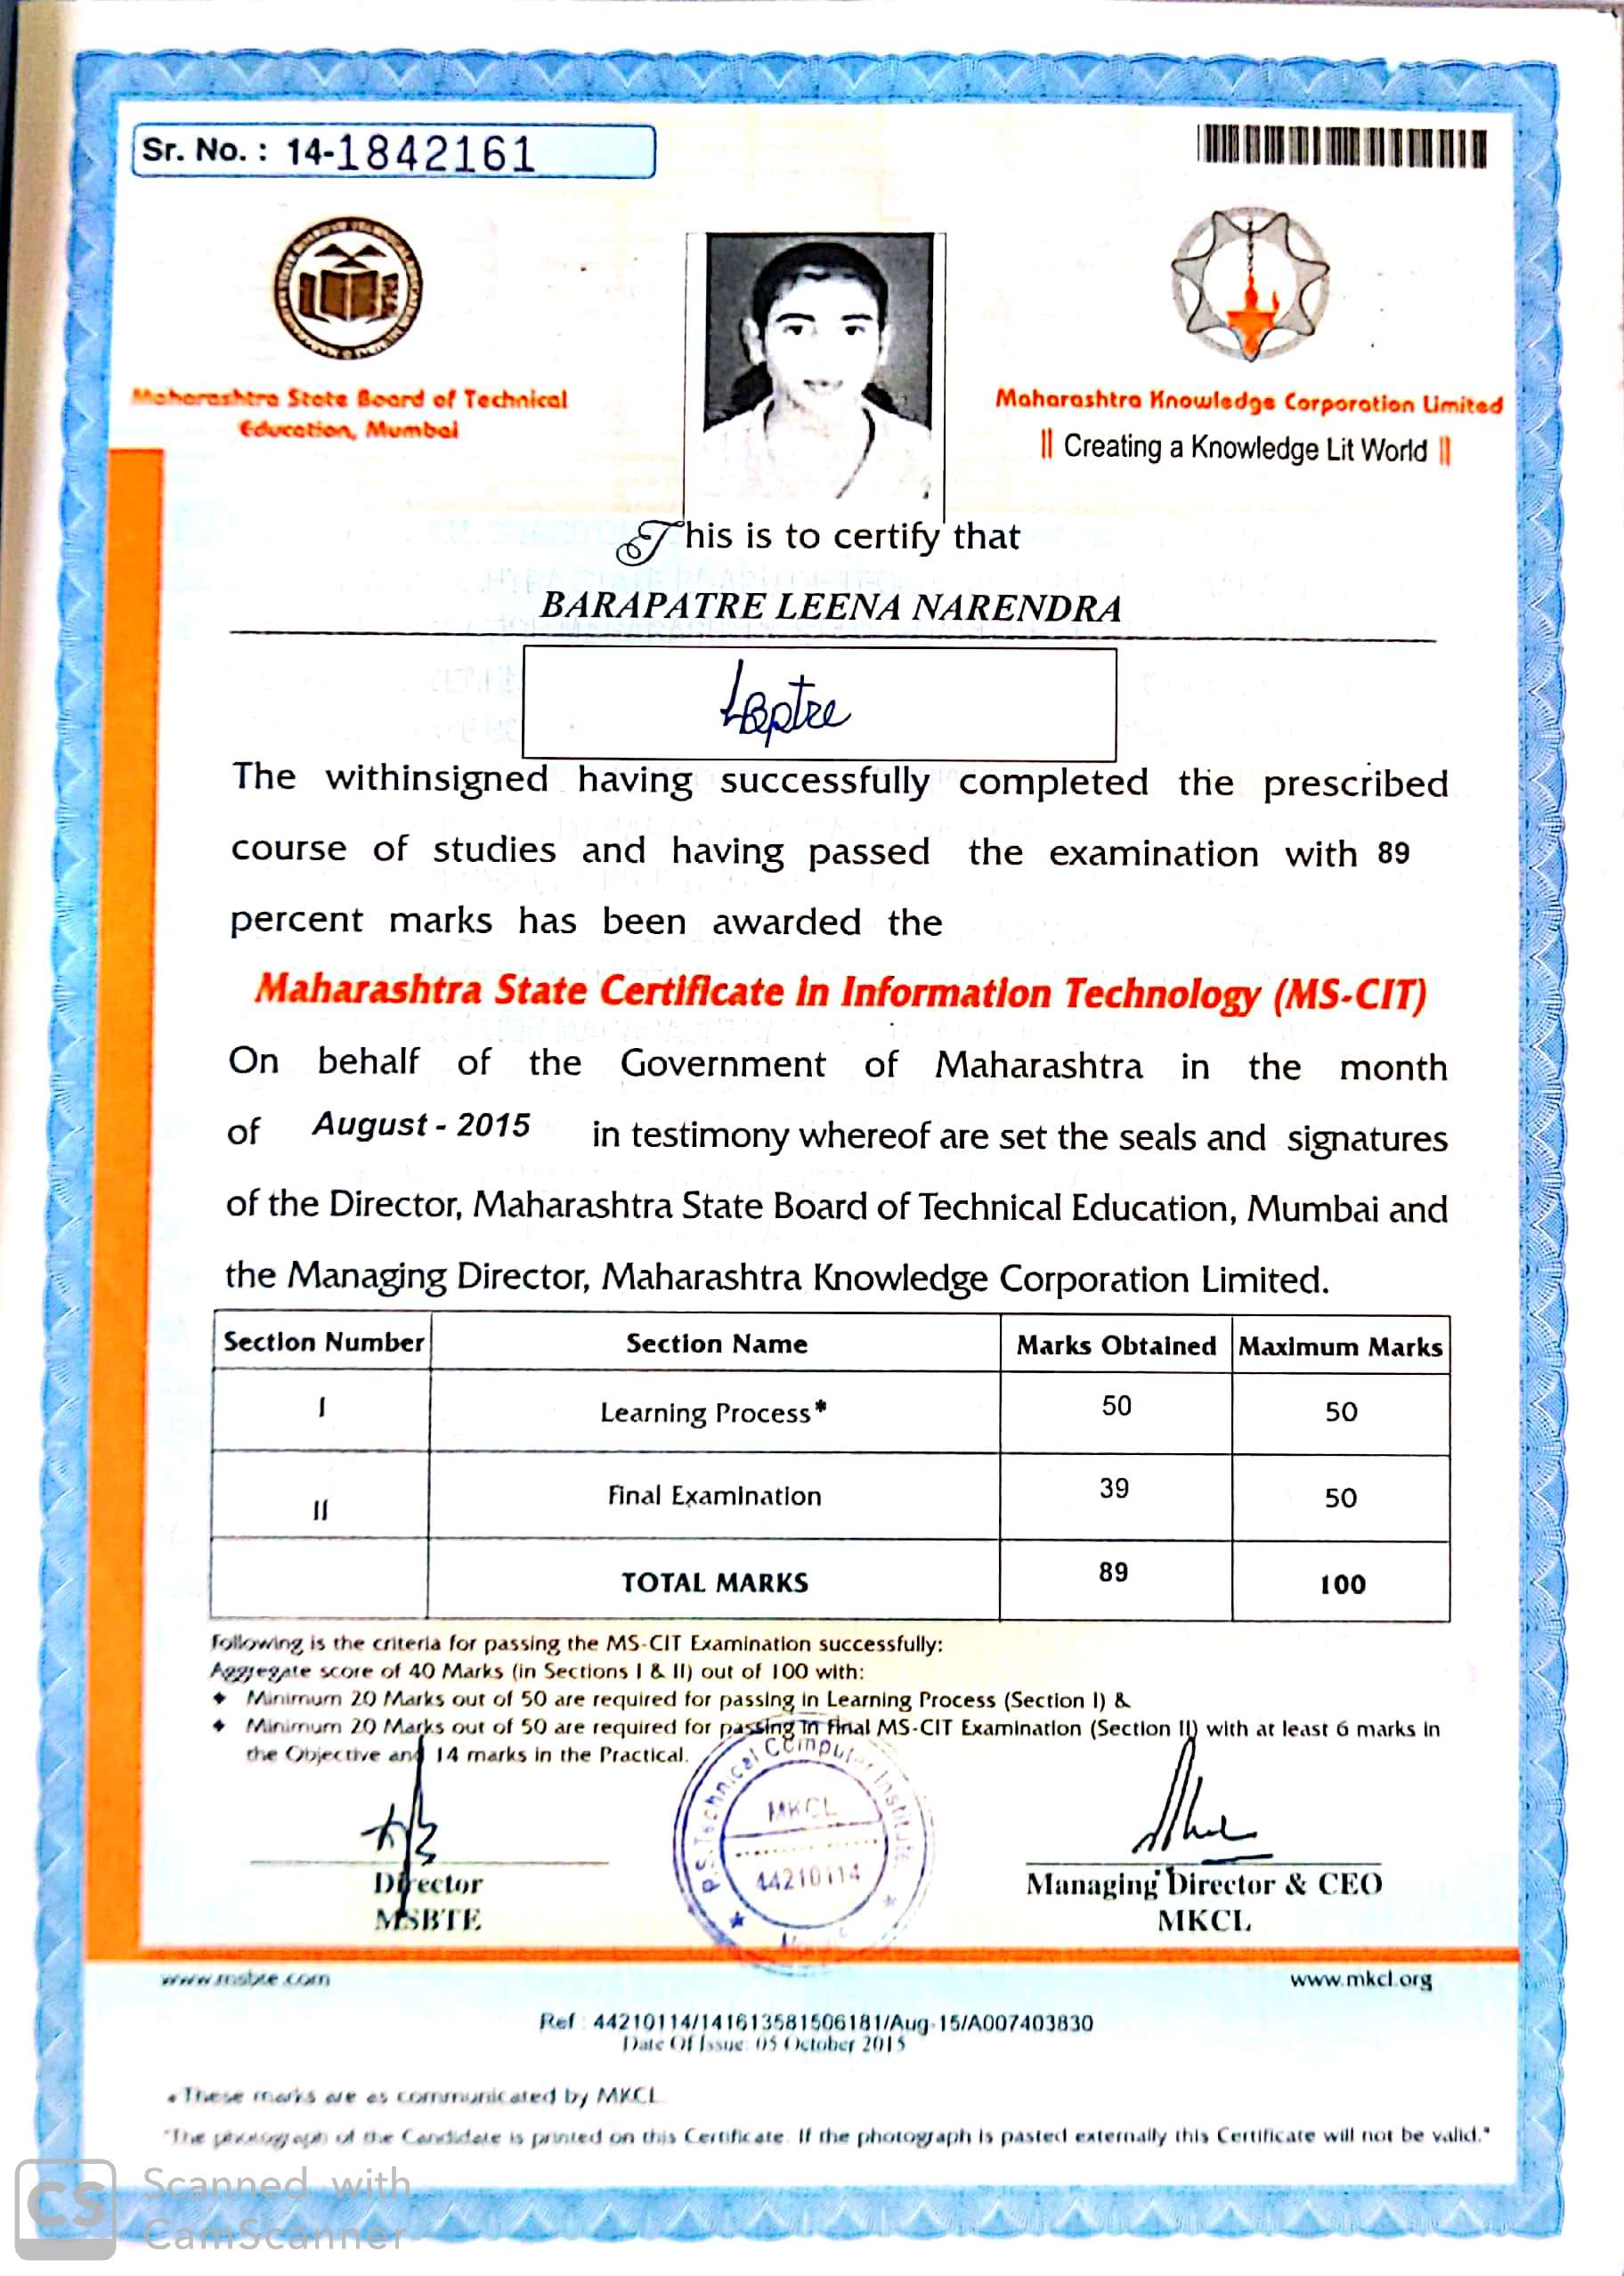 Sr. No. : 14-1842161
Maharashtra State Board of Technical
Education, Mumbai
Maharashtra Knowledge Corporation Limited
|| Creating a Knowledge Lit World ||
This is to certify that
BARAPATRE LEENA NARENDRA
The withinsigned having successfully completed the prescribed
course of studies and having passed the examination with 89
percent marks has been awarded the
Maharashtra State Certificate in Information Technology (MS-CIT)
On behalf of the Government of Maharashtra in the month
of August - 2015 in testimony whereof are set the seals and signatures
of the Director, Maharashtra State Board of Technical Education, Mumbai and
the Managing Director, Maharashtra Knowledge Corporation Limited.
Section Number Section Name Marks Obtained Maximum Marks
I Learning Process* 50 50
II Final Examination 39 50
TOTAL MARKS 89 100
Following is the criteria for passing the MS-CIT Examination successfully:
Aggregate score of 40 Marks (in Sections I & II) out of 100 with:
◆ Minimum 20 Marks out of 50 are required for passing in Learning Process (Section I) &
◆ Minimum 20 Marks out of 50 are required for passing in final MS-CIT Examination (Section II) with at least 6 marks in
the Objective and 14 marks in the Practical.
P.S.Technical Computer Institute
MKCL
44210114
Director
MSBTE
Managing Director & CEO
MKCL
www.msbte.com
www.mkcl.org
Ref : 44210114/141613581506181/Aug-15/A007403830
Date Of Issue: 05 October 2015
* These marks are as communicated by MKCL
"The photograph of the Candidate is printed on this Certificate. If the photograph is pasted externally this Certificate will not be valid."
CS Scanned with
CamScanner